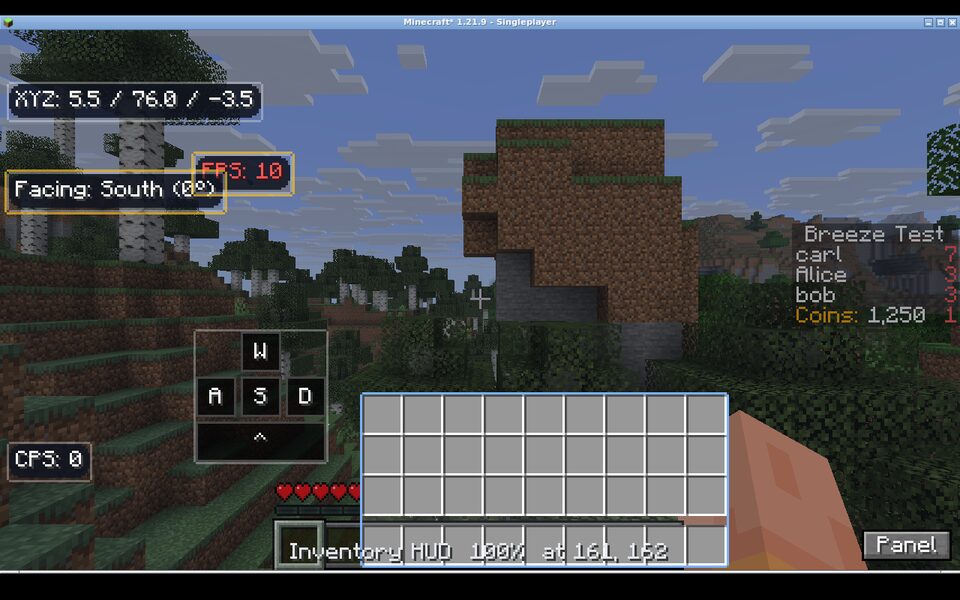 Minecraft* 1.21.9 - Singleplayer
XYZ: 5.5 / 76.0 / -3.5
FPS: 10
Facing: South (0°)
Breeze Test
carl 7
Alice 3
bob 3
Coins: 1,250 1
W
A S D
^
CPS: 0
Inventory HUD 100% at 161, 162
Panel